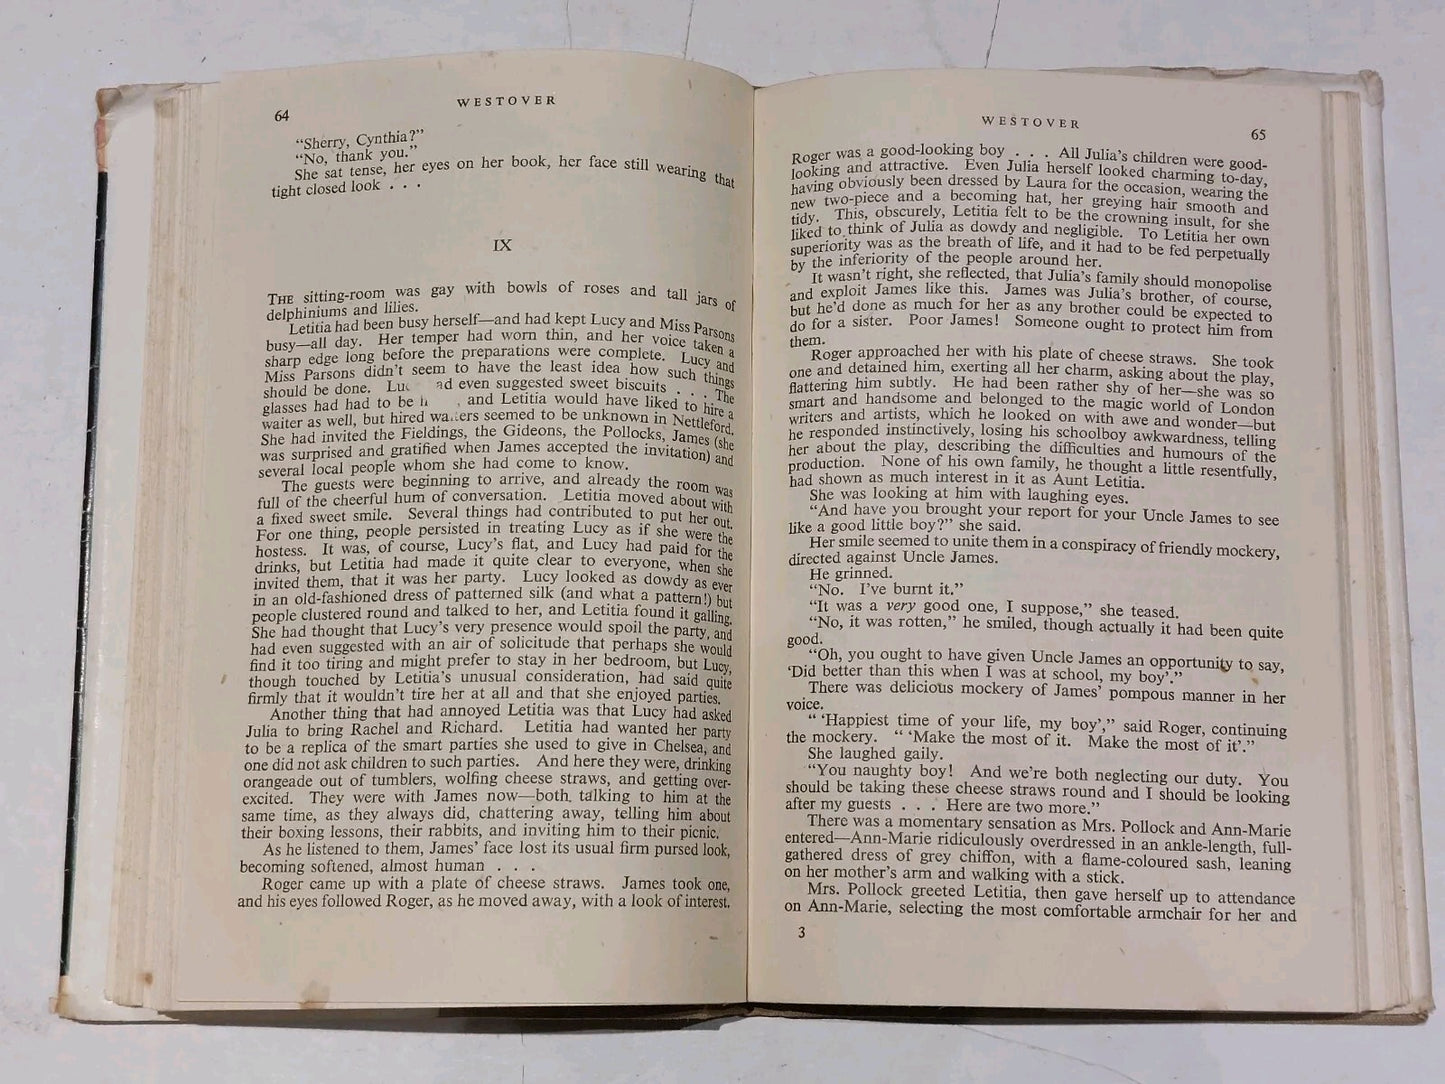 64
WESTOVER
“Sherry, Cynthia?”
“No, thank you.”
She sat tense, her eyes on her book, her face still wearing that
tight closed look . . .
IX
THE sitting-room was gay with bowls of roses and tall jars of
delphiniums and lilies.
Letitia had been busy herself—and had kept Lucy and Miss Parsons
busy—all day. Her temper had worn thin, and her voice taken a
sharp edge long before the preparations were complete. Lucy and
Miss Parsons didn't seem to have the least idea how such things
should be done. ad even suggested sweet biscuits . . . The
glasses had had to be , and Letitia would have liked to hire a
waiter as well, but hired waiters seemed to be unknown in Nettleford.
She had invited the Fieldings, the Gideons, the Pollocks, James (she
was surprised and gratified when James accepted the invitation) and
several local people whom she had come to know.
The guests were beginning to arrive, and already the room was
full of the cheerful hum of conversation. Letitia moved about with
a fixed sweet smile. Several things had contributed to put her out.
For one thing, people persisted in treating Lucy as if she were the
hostess. It was, of course, Lucy's flat, and Lucy had paid for the
drinks, but Letitia had made it quite clear to everyone, when she
invited them, that it was her party. Lucy looked as dowdy as ever
in an old-fashioned dress of patterned silk (and what a pattern!) but
people clustered round and talked to her, and Letitia found it galling.
She had thought that Lucy's very presence would spoil the party, and
had even suggested with an air of solicitude that perhaps she would
find it too tiring and might prefer to stay in her bedroom, but Lucy,
though touched by Letitia's unusual consideration, had said quite
firmly that it wouldn't tire her at all and that she enjoyed parties.
Another thing that had annoyed Letitia was that Lucy had asked
Julia to bring Rachel and Richard. Letitia had wanted her party
to be a replica of the smart parties she used to give in Chelsea, and
one did not ask children to such parties. And here they were, drinking
orangeade out of tumblers, wolfing cheese straws, and getting over-
excited. They were with James now—both talking to him at the
same time, as they always did, chattering away, telling him about
their boxing lessons, their rabbits, and inviting him to their picnic.
As he listened to them, James' face lost its usual firm pursed look,
becoming softened, almost human . . .
Roger came up with a plate of cheese straws. James took one,
and his eyes followed Roger, as he moved away, with a look of interest.
WESTOVER
65
Roger was a good-looking boy . . . All Julia's children were good-
looking and attractive. Even Julia herself looked charming to-day,
having obviously been dressed by Laura for the occasion, wearing the
new two-piece and a becoming hat, her greying hair smooth and
tidy. This, obscurely, Letitia felt to be the crowning insult, for she
liked to think of Julia as dowdy and negligible. To Letitia her own
superiority was as the breath of life, and it had to be fed perpetually
by the inferiority of the people around her.
It wasn't right, she reflected, that Julia's family should monopolise
and exploit James like this. James was Julia's brother, of course,
but he'd done as much for her as any brother could be expected to
do for a sister. Poor James! Someone ought to protect him from
them.
Roger approached her with his plate of cheese straws. She took
one and detained him, exerting all her charm, asking about the play,
flattering him subtly. He had been rather shy of her—she was so
smart and handsome and belonged to the magic world of London
writers and artists, which he looked on with awe and wonder—but
he responded instinctively, losing his schoolboy awkwardness, telling
her about the play, describing the difficulties and humours of the
production. None of his own family, he thought a little resentfully,
had shown as much interest in it as Aunt Letitia.
She was looking at him with laughing eyes.
“And have you brought your report for your Uncle James to see
like a good little boy?” she said.
Her smile seemed to unite them in a conspiracy of friendly mockery,
directed against Uncle James.
He grinned.
“No. I've burnt it.”
“It was a very good one, I suppose,” she teased.
“No, it was rotten,” he smiled, though actually it had been quite
good.
“Oh, you ought to have given Uncle James an opportunity to say,
‘Did better than this when I was at school, my boy’.”
There was delicious mockery of James' pompous manner in her
voice.
“ ‘Happiest time of your life, my boy’,” said Roger, continuing
the mockery. “ ‘Make the most of it. Make the most of it’.”
She laughed gaily.
“You naughty boy! And we're both neglecting our duty. You
should be taking these cheese straws round and I should be looking
after my guests . . . Here are two more.”
There was a momentary sensation as Mrs. Pollock and Ann-Marie
entered—Ann-Marie ridiculously overdressed in an ankle-length, full-
gathered dress of grey chiffon, with a flame-coloured sash, leaning
on her mother's arm and walking with a stick.
Mrs. Pollock greeted Letitia, then gave herself up to attendance
on Ann-Marie, selecting the most comfortable armchair for her and
3